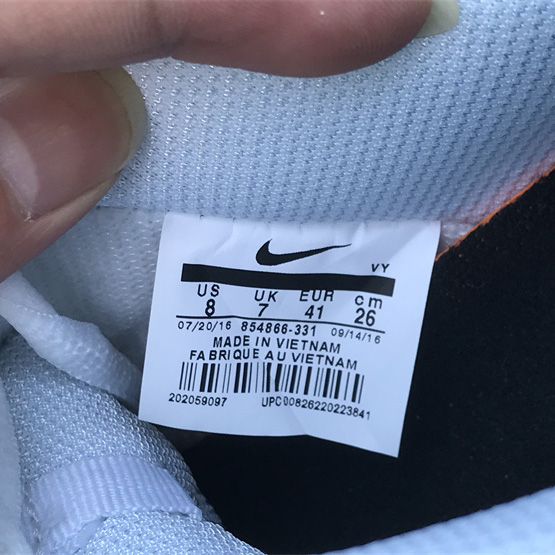 VY
US UK EUR cm
8 7 41 26
07/20/16 854866-331 09/14/16
MADE IN VIETNAM
FABRIQUE AU VIETNAM
202059097 UPC00826220223841